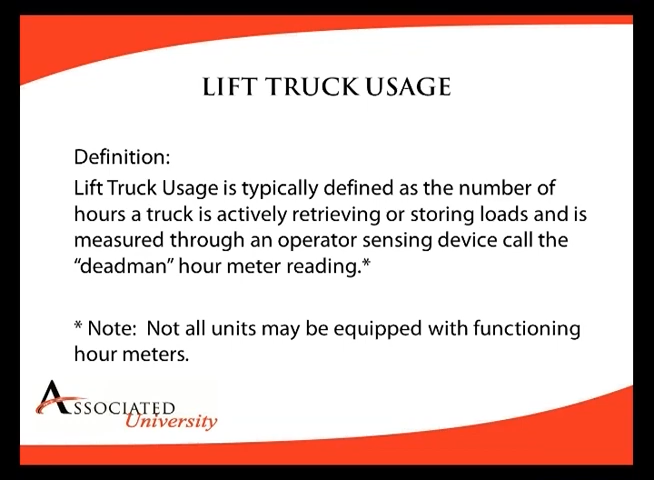 LIFT TRUCK USAGE
Definition:
Lift Truck Usage is typically defined as the number of
hours a truck is actively retrieving or storing loads and is
measured through an operator sensing device call the
“deadman” hour meter reading.*
* Note:  Not all units may be equipped with functioning
hour meters.
ASSOCIATED
University